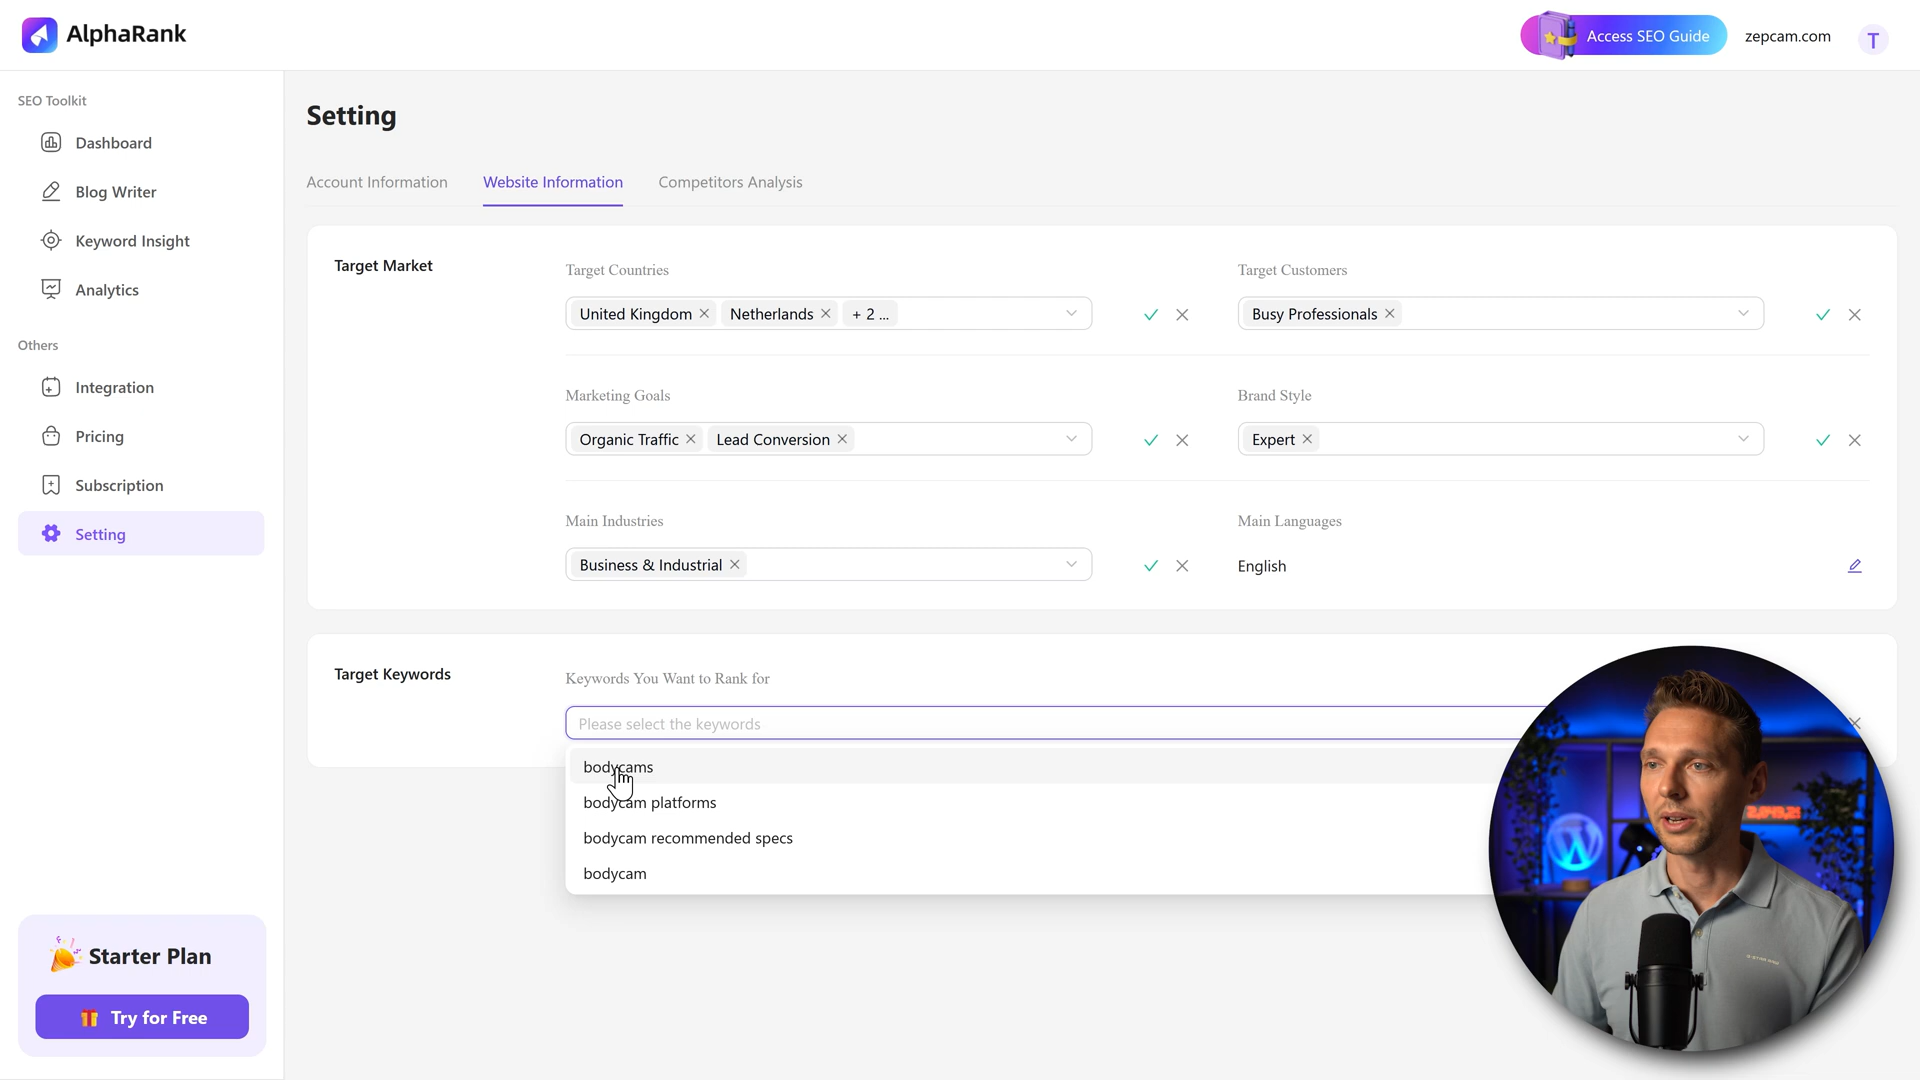 AlphaRank
Access SEO Guide
zepcam.com
T
SEO Toolkit
Dashboard
Blog Writer
Keyword Insight
Analytics
Others
Integration
Pricing
Subscription
Setting
Starter Plan
Try for Free
Setting
Account Information
Website Information
Competitors Analysis
Target Market
Target Countries
United Kingdom
Netherlands
+ 2 ...
Target Customers
Busy Professionals
Marketing Goals
Organic Traffic
Lead Conversion
Brand Style
Expert
Main Industries
Business & Industrial
Main Languages
English
Target Keywords
Keywords You Want to Rank for
Please select the keywords
bodycams
bodycam platforms
bodycam recommended specs
bodycam